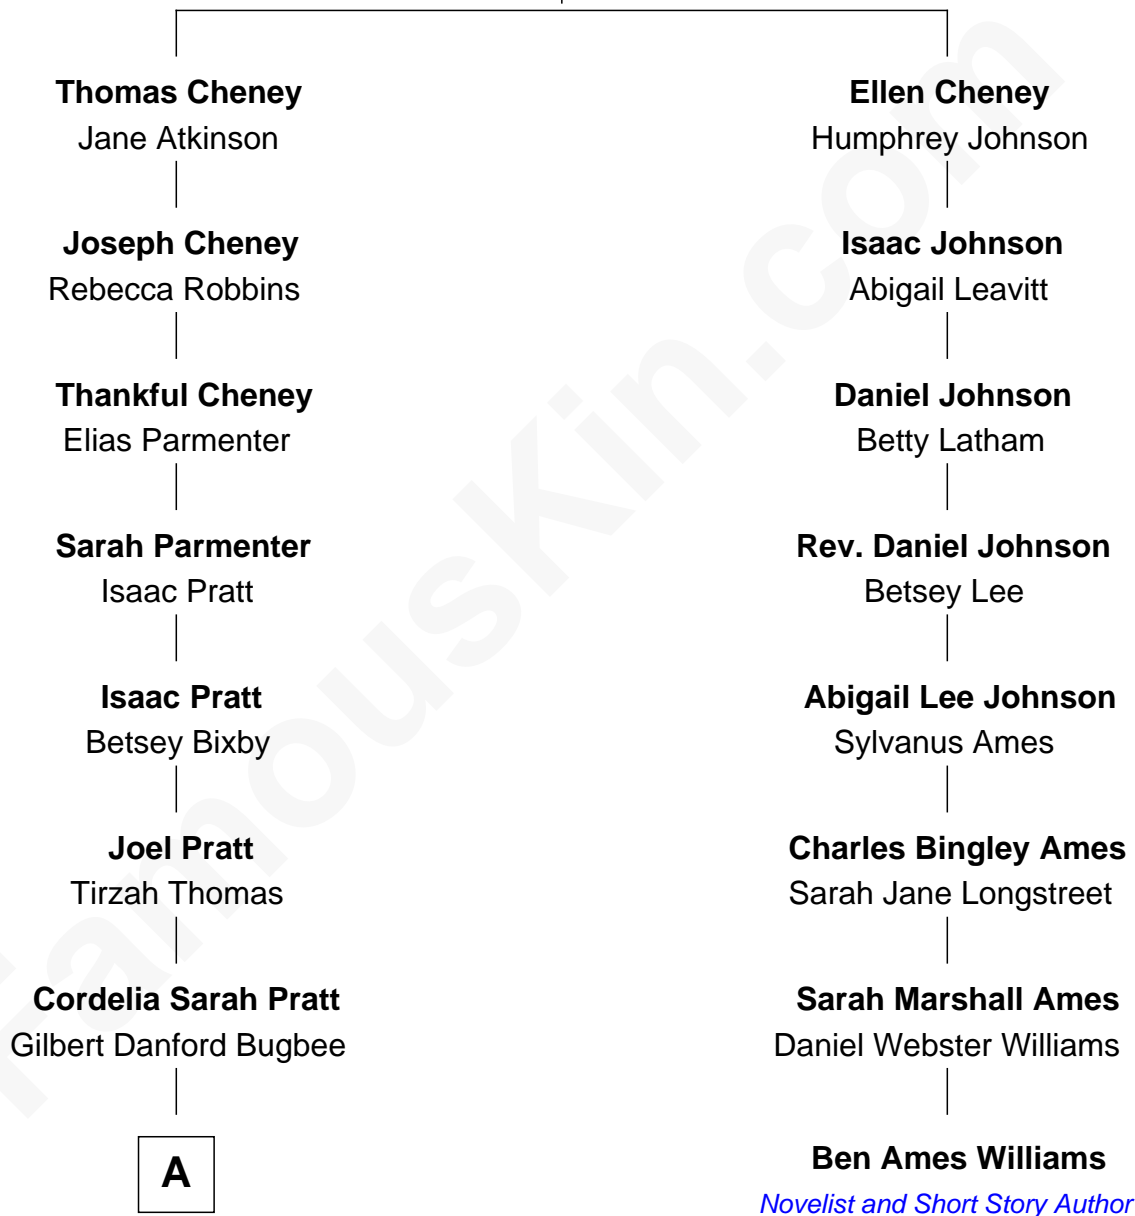 Thomas Cheney
Jane Atkinson
Joseph Cheney
Rebecca Robbins
Thankful Cheney
Elias Parmenter
Sarah Parmenter
Isaac Pratt
Isaac Pratt
Betsey Bixby
Joel Pratt
Tirzah Thomas
Cordelia Sarah Pratt
Gilbert Danford Bugbee
A
Ellen Cheney
Humphrey Johnson
Isaac Johnson
Abigail Leavitt
Daniel Johnson
Betty Latham
Rev. Daniel Johnson
Betsey Lee
Abigail Lee Johnson
Sylvanus Ames
Charles Bingley Ames
Sarah Jane Longstreet
Sarah Marshall Ames
Daniel Webster Williams
Ben Ames Williams
Novelist and Short Story Author
FamousKin.com